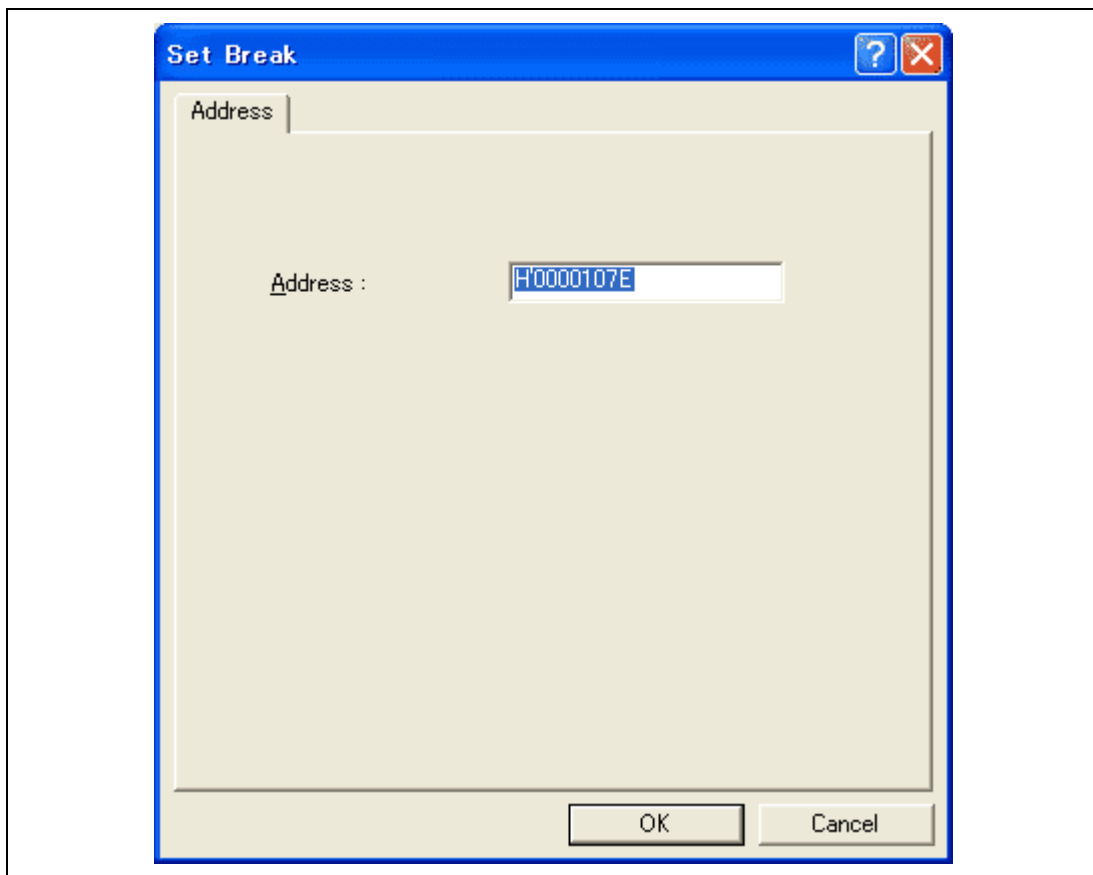 Set Break
Address
Address :
H'0000107E
OK
Cancel